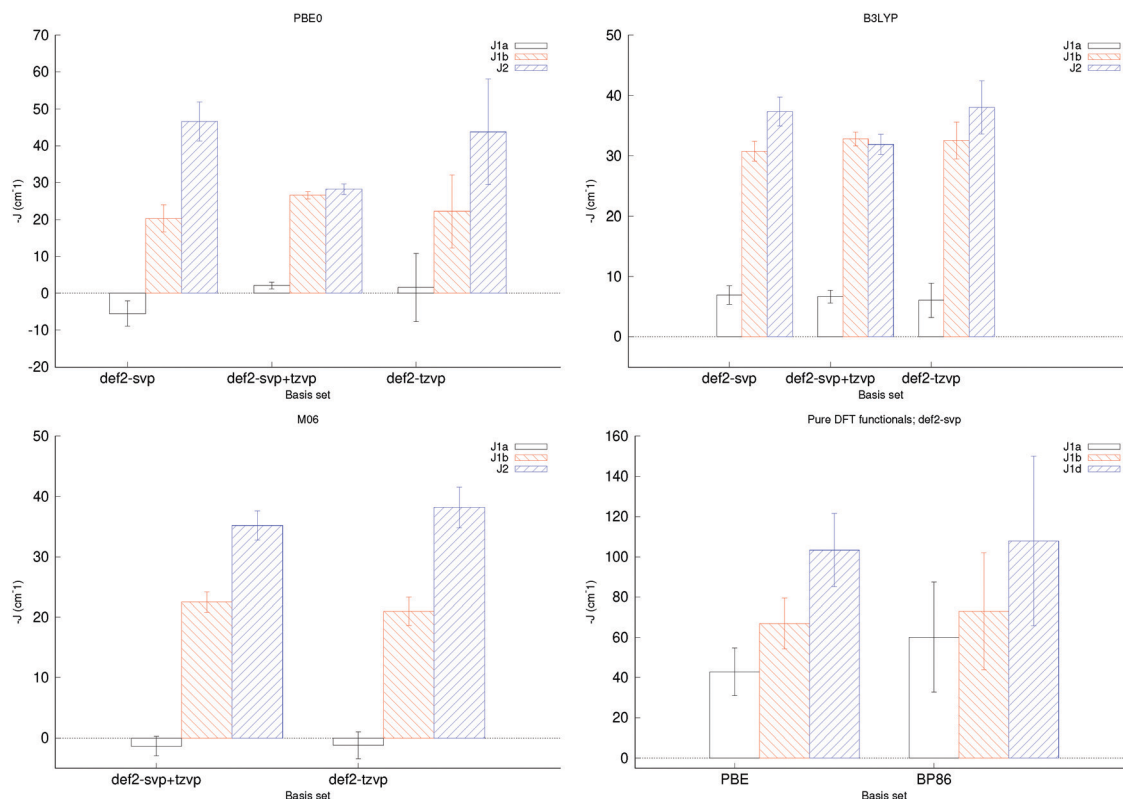 PBE0
J1a
J1b
J2
70
60
50
40
30
20
10
0
-10
-20
-J (cm⁻¹)
def2-svp
def2-svp+tzvp
def2-tzvp
Basis set
B3LYP
J1a
J1b
J2
50
40
30
20
10
0
-J (cm⁻¹)
def2-svp
def2-svp+tzvp
def2-tzvp
Basis set
M06
J1a
J1b
J2
50
40
30
20
10
0
-J (cm⁻¹)
def2-svp+tzvp
def2-tzvp
Basis set
Pure DFT functionals; def2-svp
J1a
J1b
J1d
160
140
120
100
80
60
40
20
0
-J (cm⁻¹)
PBE
BP86
Basis set